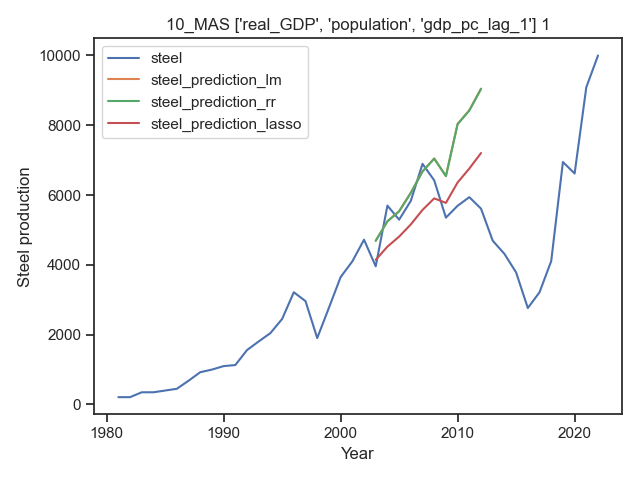 10_MAS ['real_GDP', 'population', 'gdp_pc_lag_1'] 1
steel
steel_prediction_lm
steel_prediction_rr
steel_prediction_lasso
Steel production
10000
8000
6000
4000
2000
0
1980
1990
2000
2010
2020
Year